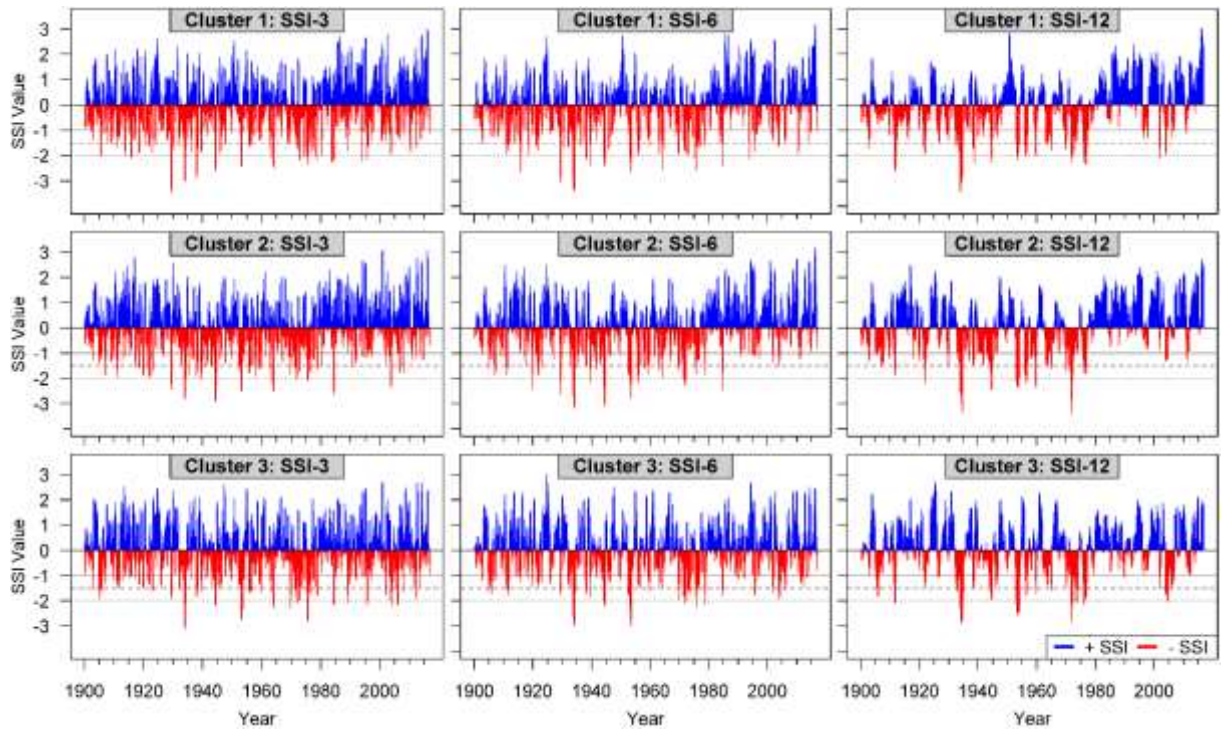 Cluster 1: SSI-3
Cluster 1: SSI-6
Cluster 1: SSI-12
SSI Value
3
2
1
0
-1
-2
-3
Cluster 2: SSI-3
Cluster 2: SSI-6
Cluster 2: SSI-12
SSI Value
3
2
1
0
-1
-2
-3
Cluster 3: SSI-3
Cluster 3: SSI-6
Cluster 3: SSI-12
SSI Value
3
2
1
0
-1
-2
-3
+ SSI - SSI
1900 1920 1940 1960 1980 2000
1900 1920 1940 1960 1980 2000
1900 1920 1940 1960 1980 2000
Year
Year
Year